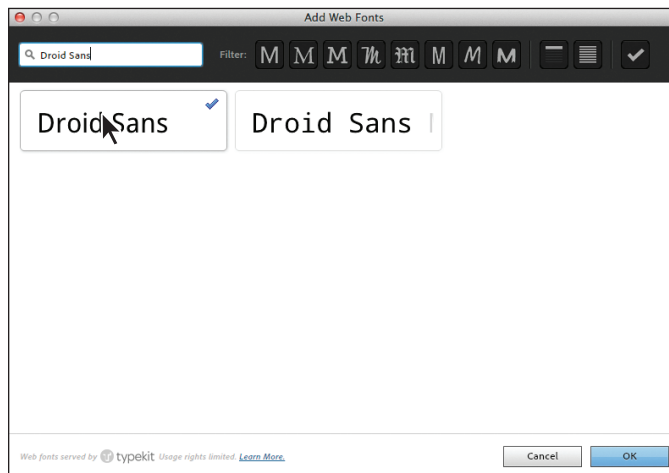 Add Web Fonts
Droid Sans Filter: M M M M M M M M
Droid Sans Droid Sans
Web fonts served by typekit Usage rights limited. Learn More. Cancel OK